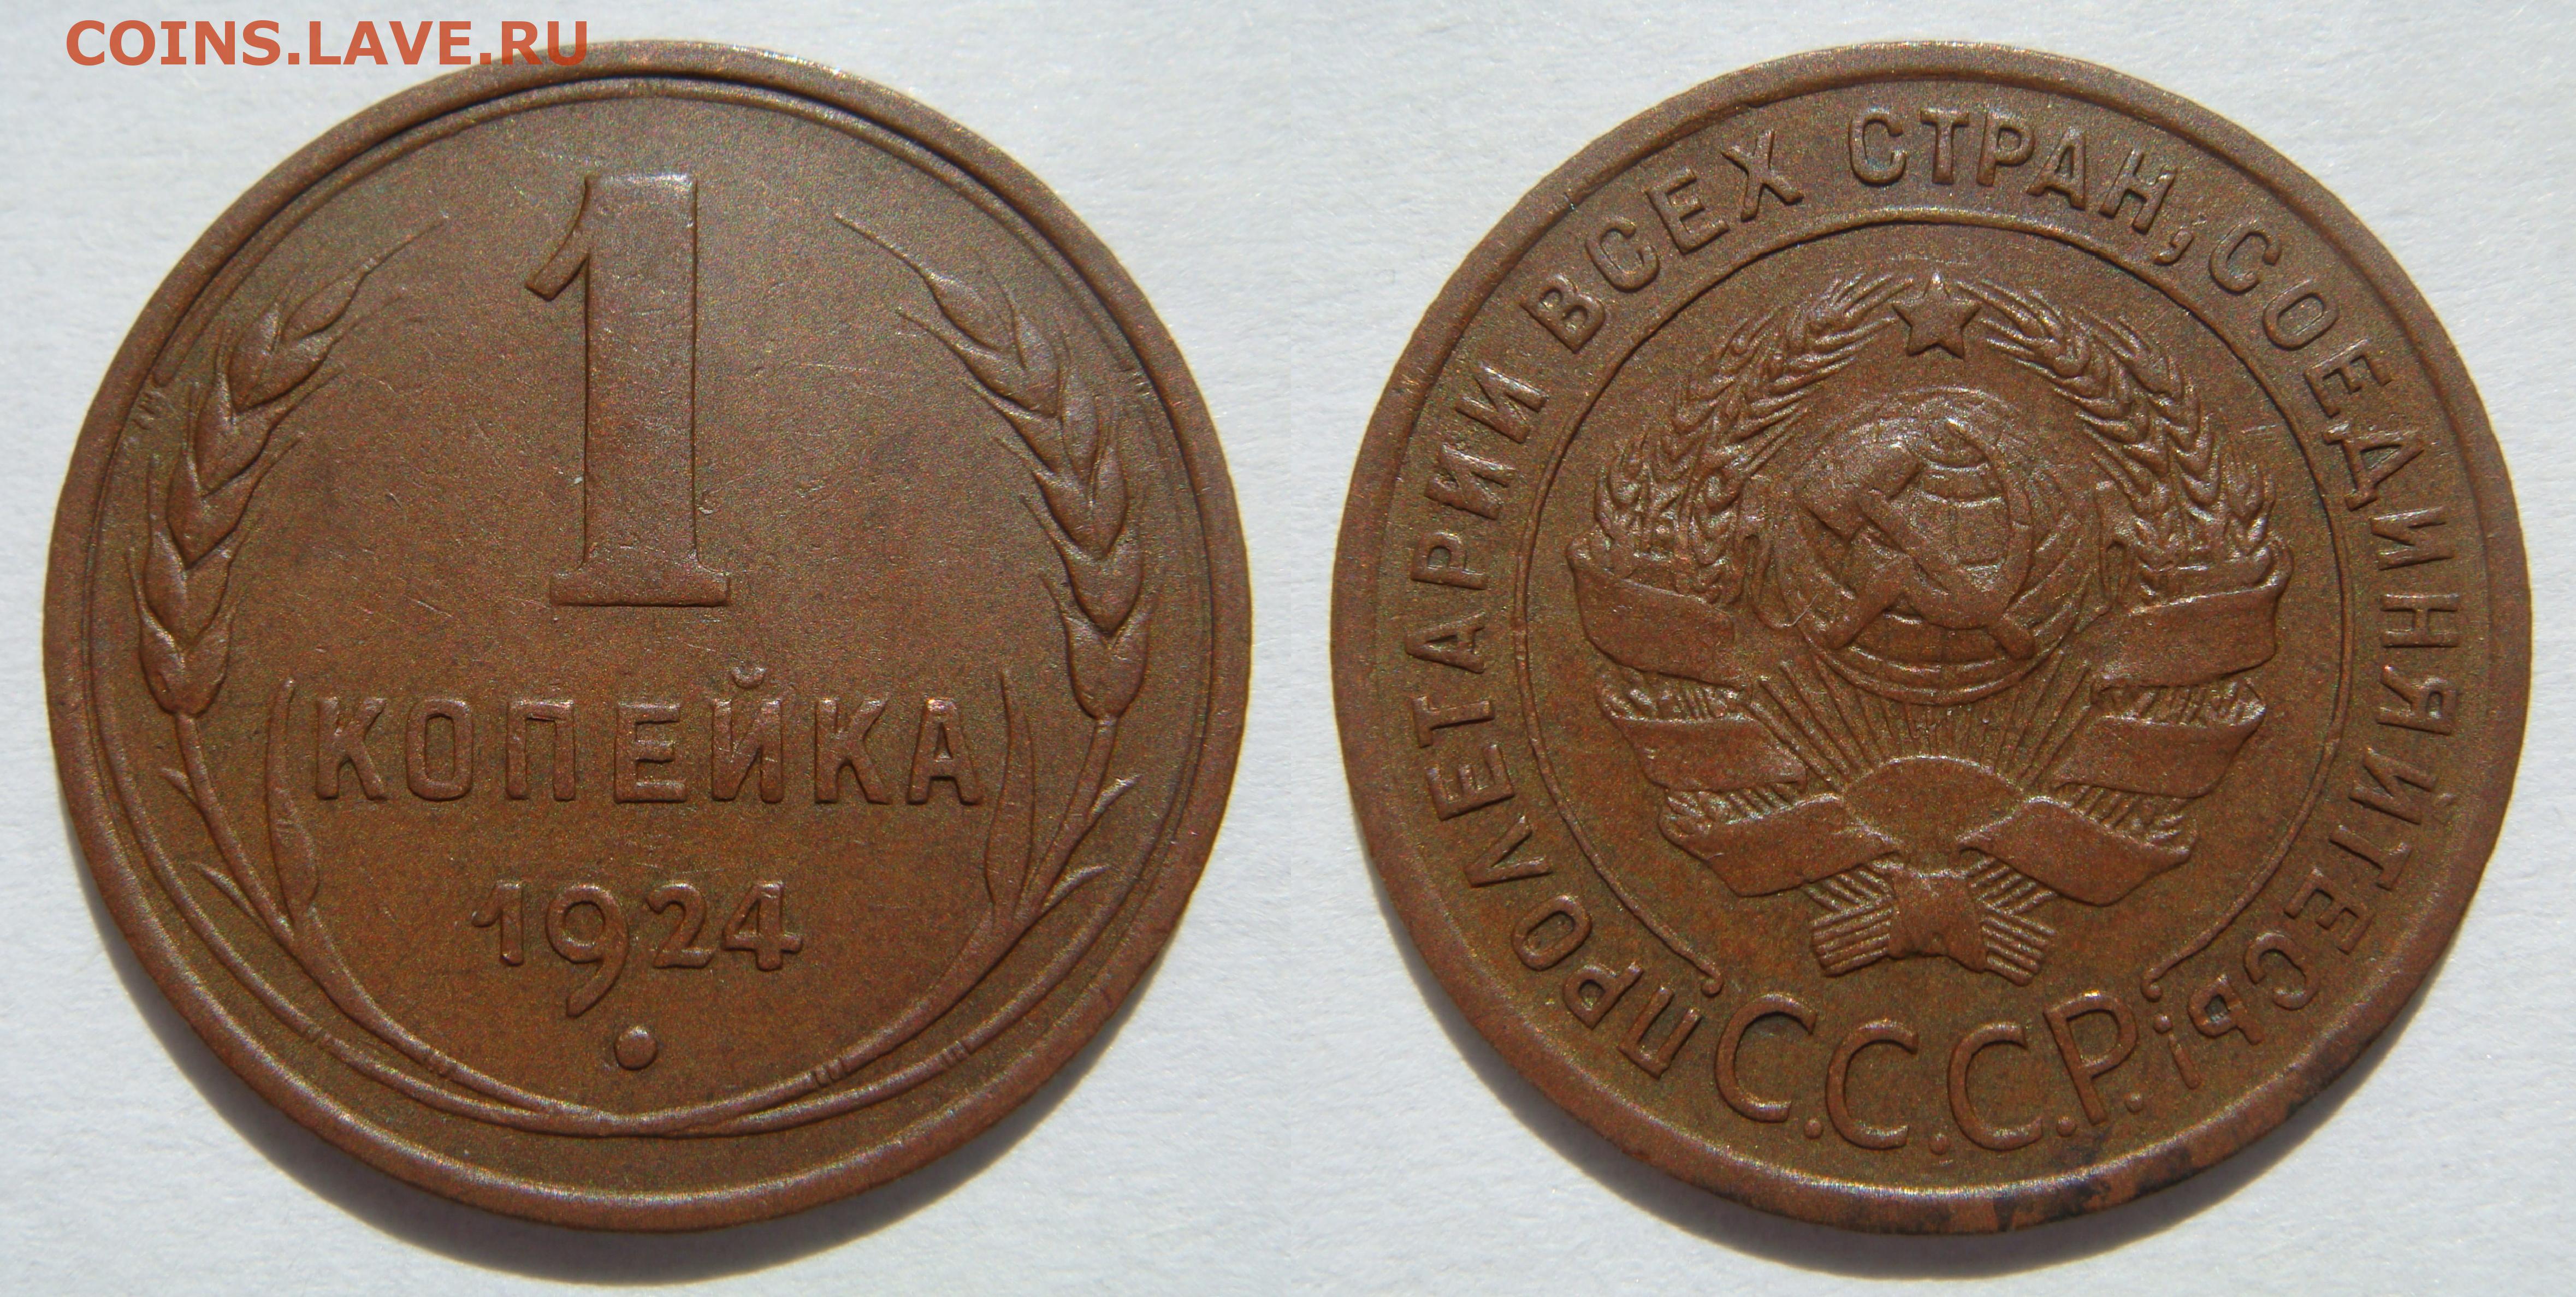 COINS.LAVE.RU
1
КОПЕЙКА
1924
ПРОЛЕТАРИИ ВСЕХ СТРАН, СОЕДИНЯЙТЕСЬ!
С.С.С.Р.